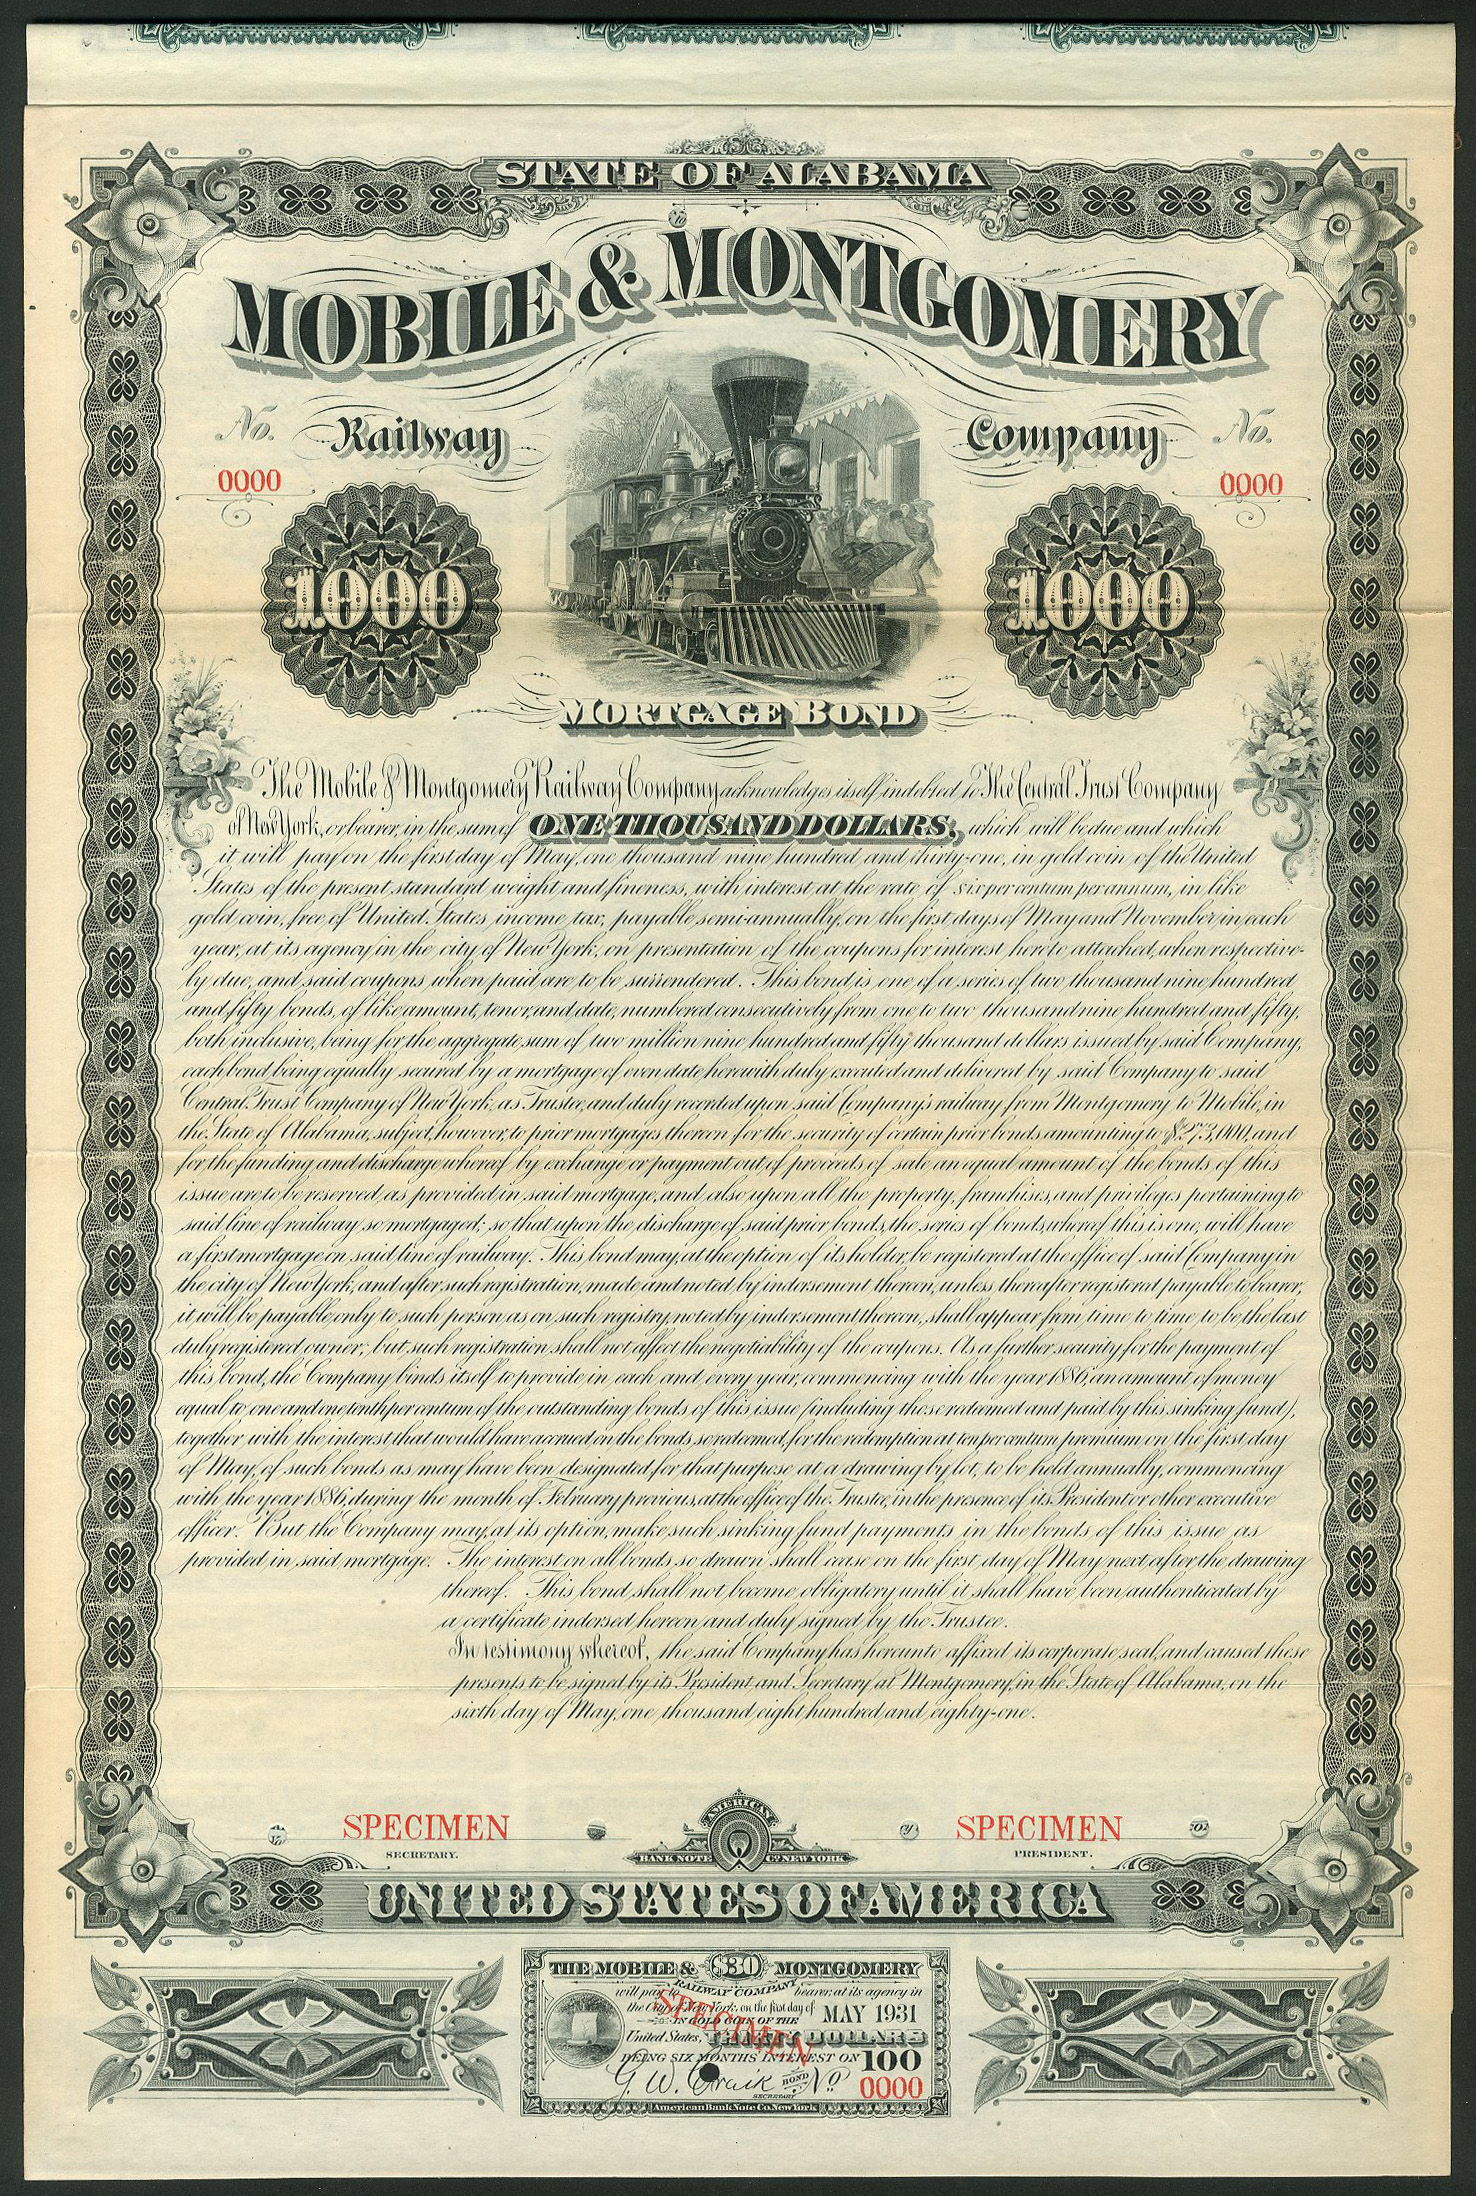 STATE OF ALABAMA
MOBILE & MONTGOMERY
No. Railway Company No.
0000 0000
1000 1000
MORTGAGE BOND
The Mobile & Montgomery Railway Company acknowledges itself indebted to The Central Trust Company
of New York, or bearer, in the sum of ONE THOUSAND DOLLARS, which will be due and which
it will pay on the first day of May, one thousand nine hundred and thirty-one, in gold coin of the United
States of the present standard weight and fineness, with interest at the rate of six per centum per annum, in like
gold coin, free of United States income tax, payable semi-annually, on the first days of May and November in each
year, at its agency in the city of New York, on presentation of the coupons for interest hereto attached, when respective-
ly due, and said coupons when paid are to be surrendered. This bond is one of a series of two thousand nine hundred
and fifty bonds, of like amount, tenor, and date, numbered consecutively from one to two thousand nine hundred and fifty,
both inclusive, being for the aggregate sum of two million nine hundred and fifty thousand dollars issued by said Company,
each bond being equally secured by a mortgage of even date herewith duly executed and delivered by said Company to said
Central Trust Company of New York, as Trustee, and duly recorded upon said Company's railway from Montgomery to Mobile, in
the State of Alabama, subject, however, to prior mortgages thereon for the security of certain prior bonds amounting to $273,000, and
for the funding and discharge whereof by exchange or payment out of proceeds of sale an equal amount of the bonds of this
issue are to be reserved, as provided in said mortgage, and also upon all the property, franchises, and privileges pertaining to
said line of railway so mortgaged; so that upon the discharge of said prior bonds, the series of bonds, whereof this is one, will have
a first mortgage on said line of railway. This bond may, at the option of its holder, be registered at the office of said Company in
the city of New York, and after such registration, made and noted by indorsement thereon, unless thereafter registered payable to bearer,
it will be payable only to such person as on such registry, noted by indorsement thereon, shall appear from time to time, to be the last
duly registered owner; but such registration shall not affect the negotiability of the coupons. As a further security for the payment of
this bond, the Company binds itself to provide in each and every year, commencing with the year 1886, an amount of money
equal to one and one tenth per centum of the outstanding bonds of this issue (including those redeemed and paid by this sinking fund),
together with the interest that would have accrued on the bonds so redeemed, for the redemption at ten per centum premium on the first day
of May, of such bonds as may have been designated for that purpose at a drawing by lot, to be held annually, commencing
with the year 1886, during the month of February previous, at the office of the Trustee, in the presence of its President or other executive
officer. But the Company may, at its option, make such sinking fund payments in the bonds of this issue as
provided in said mortgage. The interest on all bonds so drawn shall cease on the first day of May next after the drawing
thereof. This bond shall not become obligatory until it shall have been authenticated by
a certificate indorsed hereon and duly signed by the Trustee.
In testimony whereof, the said Company has hereunto affixed its corporate seal, and caused these
presents to be signed by its President and Secretary at Montgomery, in the State of Alabama, on the
sixth day of May, one thousand eight hundred and eighty-one.
SPECIMEN SPECIMEN
SECRETARY. PRESIDENT.
AMERICAN
BANK NOTE Co. NEW YORK
UNITED STATES OF AMERICA
THE MOBILE & $30 MONTGOMERY
RAILWAY COMPANY
will pay to bearer, at its agency in
the City of New York, on the first day of MAY 1931
IN GOLD COIN OF THE
United States, THIRTY DOLLARS
BEING SIX MONTHS INTEREST ON 100
G. W. Craik BOND No.
SECRETARY 0000
SPECIMEN
American Bank Note Co. New York